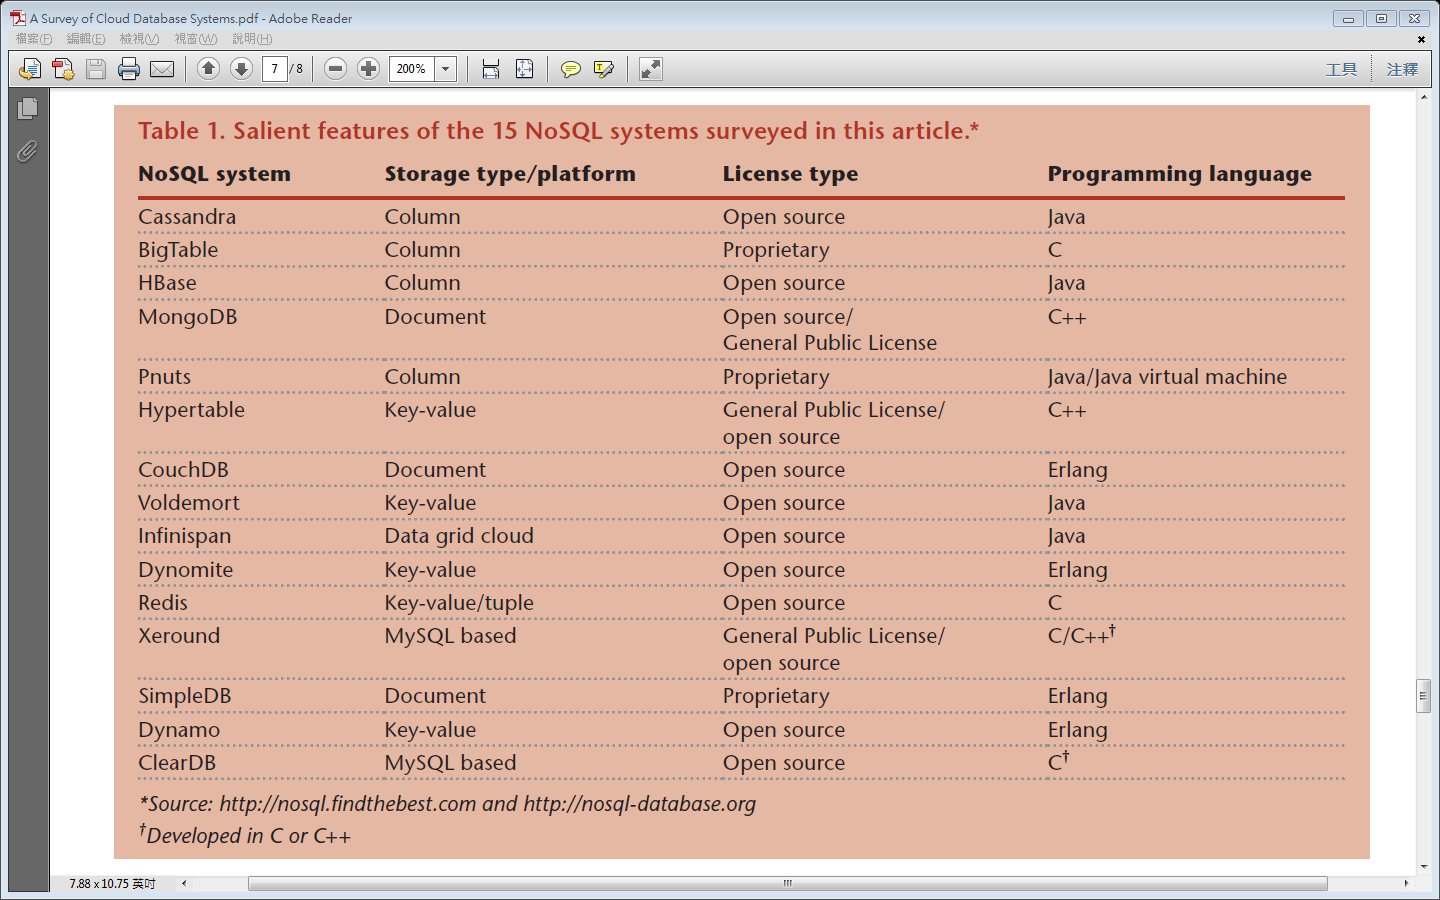 A Survey of Cloud Database Systems.pdf - Adobe Reader
檔案(F) 編輯(E) 檢視(V) 視窗(W) 說明(H)
7 / 8 200% 工具 注釋
Table 1. Salient features of the 15 NoSQL systems surveyed in this article.*
NoSQL system Storage type/platform License type Programming language
Cassandra Column Open source Java
BigTable Column Proprietary C
HBase Column Open source Java
MongoDB Document Open source/ C++
General Public License
Pnuts Column Proprietary Java/Java virtual machine
Hypertable Key-value General Public License/ C++
open source
CouchDB Document Open source Erlang
Voldemort Key-value Open source Java
Infinispan Data grid cloud Open source Java
Dynomite Key-value Open source Erlang
Redis Key-value/tuple Open source C
Xeround MySQL based General Public License/ C/C++†
open source
SimpleDB Document Proprietary Erlang
Dynamo Key-value Open source Erlang
ClearDB MySQL based Open source C†
*Source: http://nosql.findthebest.com and http://nosql-database.org
†Developed in C or C++
7.88 x 10.75 英吋